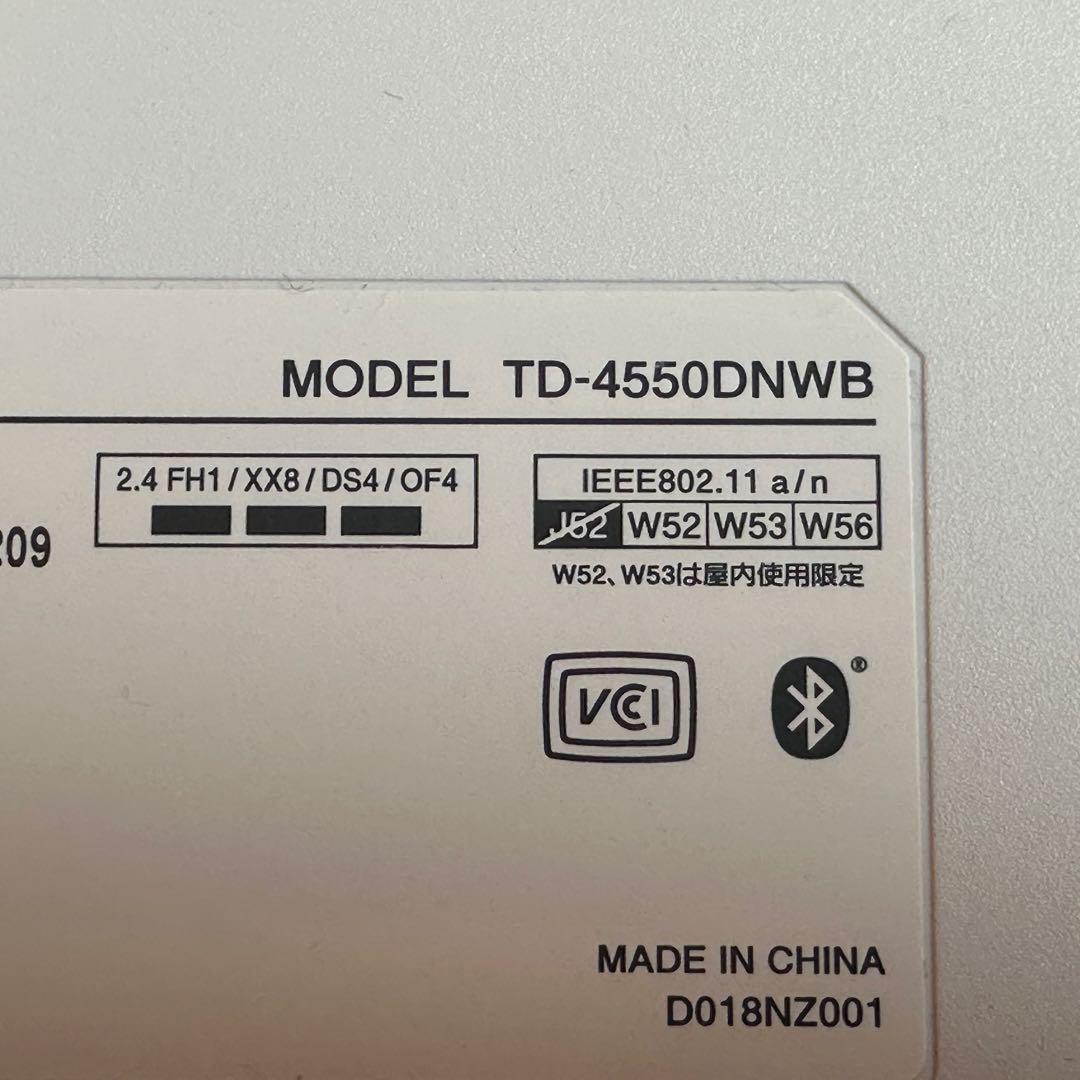 MODEL TD-4550DNWB
2.4 FH1/XX8/DS4/OF4
IEEE802.11 a/n
J52 W52 W53 W56
209
W52、W53は屋内使用限定
VCCI
®
MADE IN CHINA
D018NZ001